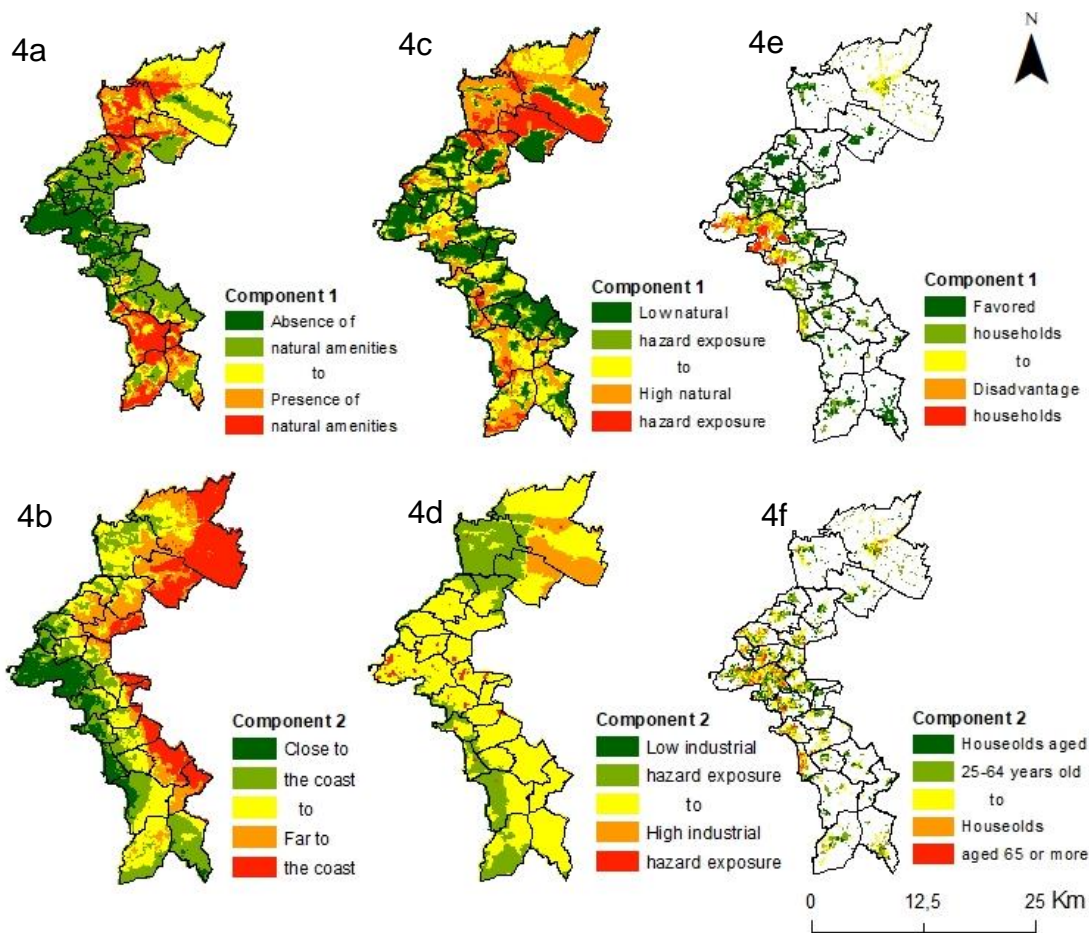 4a
4c
4e
N
Component 1
Absence of
natural amenities
to
Presence of
natural amenities
Component 1
Low natural
hazard exposure
to
High natural
hazard exposure
Component 1
Favored
households
to
Disadvantage
households
4b
4d
4f
Component 2
Close to
the coast
to
Far to
the coast
Component 2
Low industrial
hazard exposure
to
High industrial
hazard exposure
Component 2
Houseolds aged
25-64 years old
to
Houseolds
aged 65 or more
0 12,5 25 Km